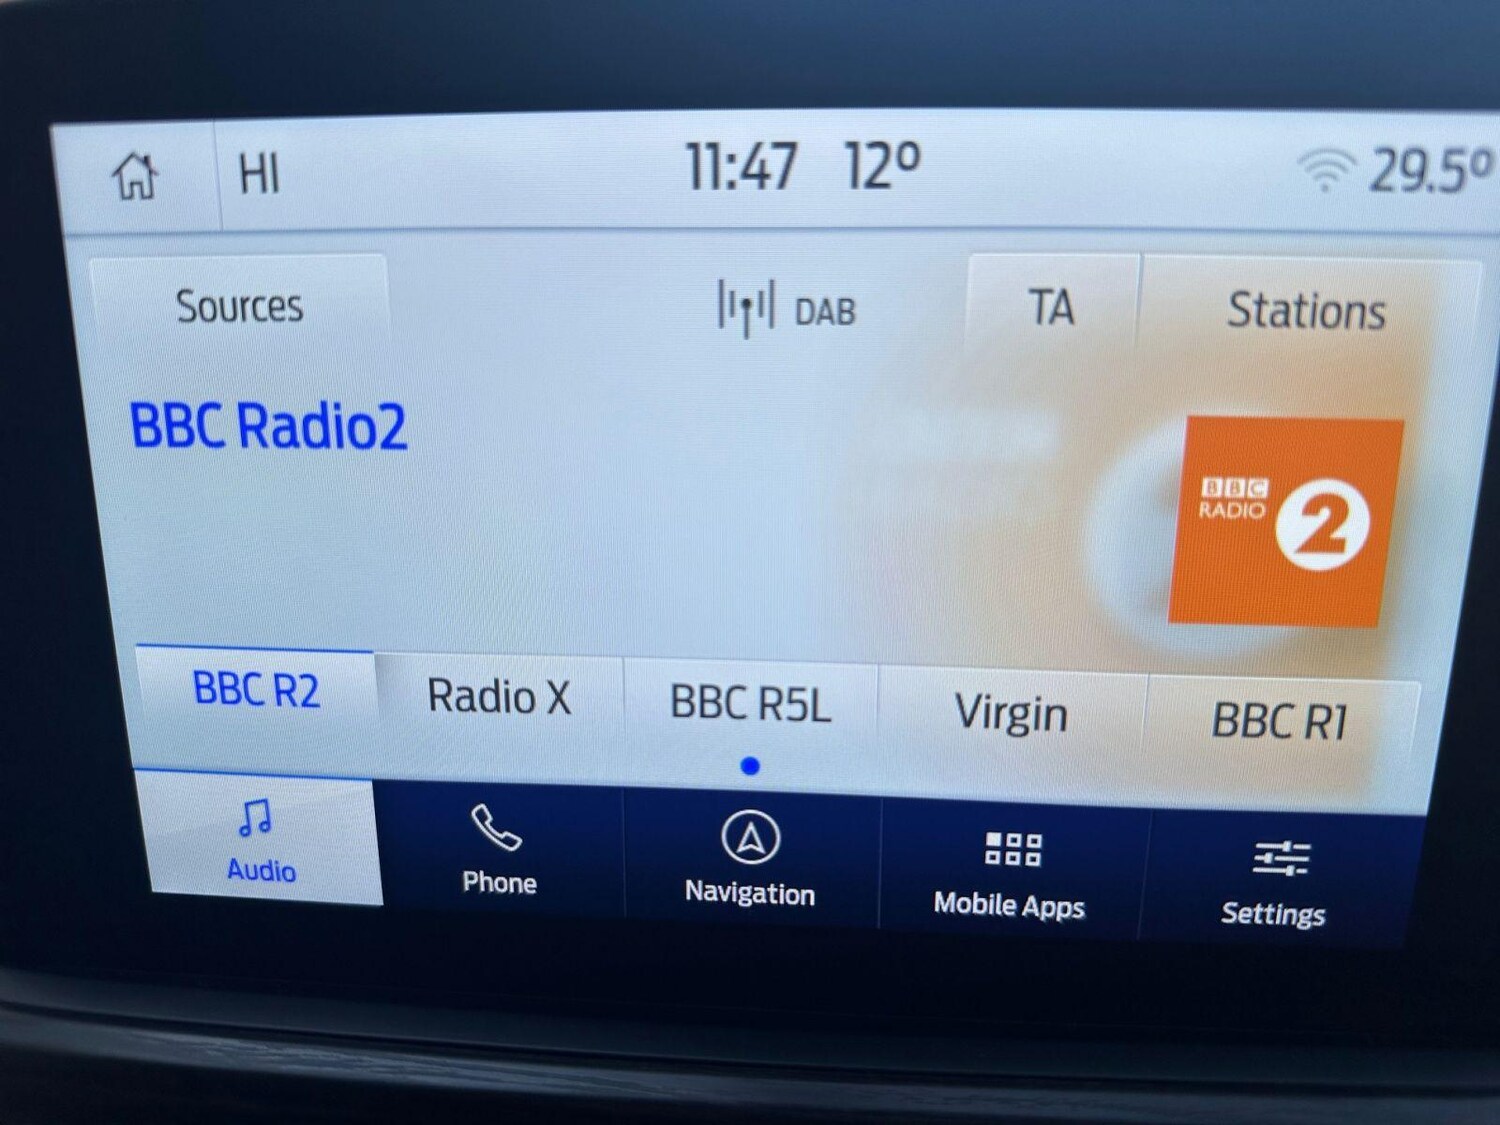 HI 11:47 12° 29.5°
Sources DAB TA Stations
BBC Radio2
BBC
RADIO 2
BBC R2 Radio X BBC R5L Virgin BBC R1
Audio Phone Navigation Mobile Apps Settings